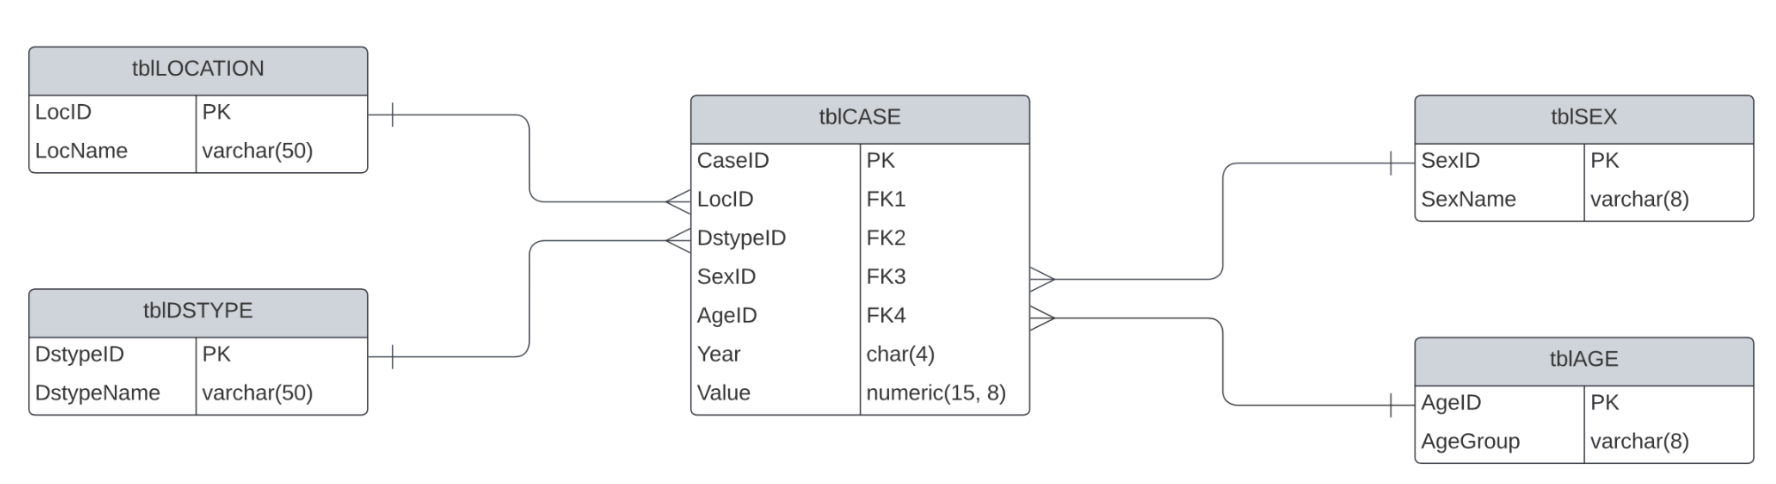 tblLOCATION
LocID PK
LocName varchar(50)
tblDSTYPE
DstypeID PK
DstypeName varchar(50)
tblCASE
CaseID PK
LocID FK1
DstypeID FK2
SexID FK3
AgeID FK4
Year char(4)
Value numeric(15, 8)
tblSEX
SexID PK
SexName varchar(8)
tblAGE
AgeID PK
AgeGroup varchar(8)